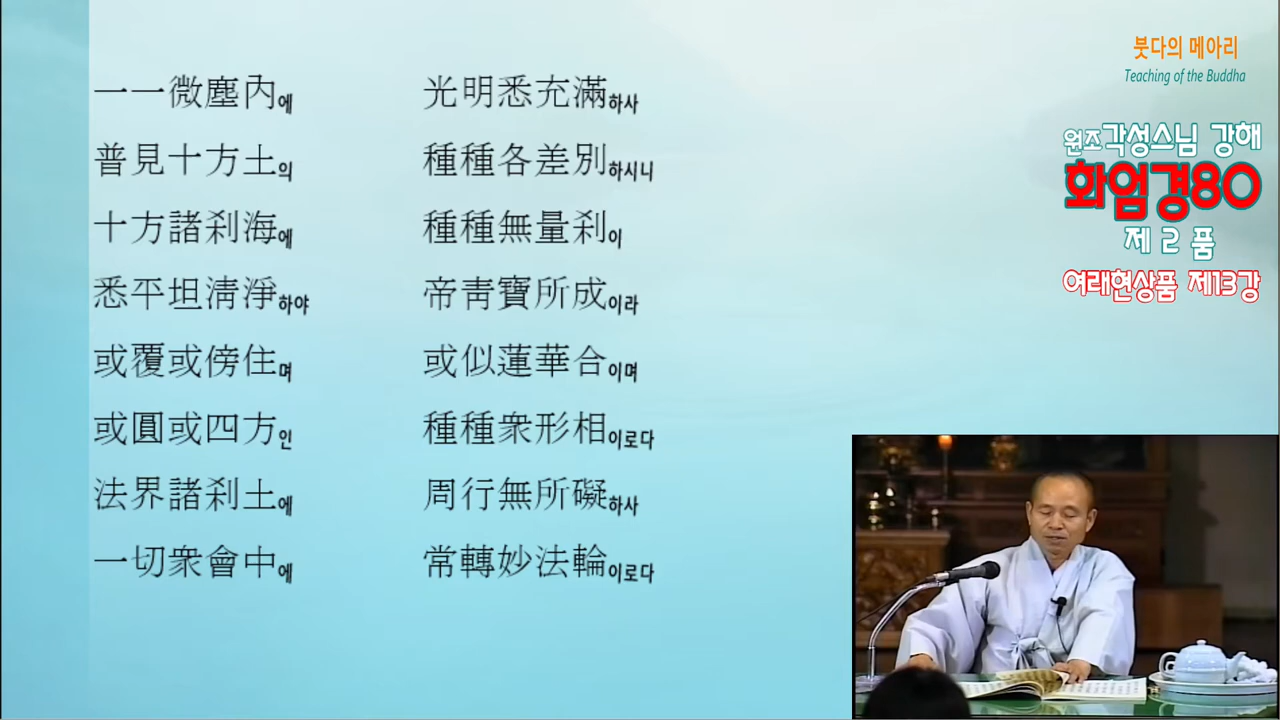 一一微塵內에 光明悉充滿하사
普見十方土의 種種各差別하시니
十方諸刹海에 種種無量刹이
悉平坦淸淨하야 帝靑寶所成이라
或覆或傍住며 或似蓮華合이며
或圓或四方인 種種衆形相이로다
法界諸刹土에 周行無所礙하사
一切衆會中에 常轉妙法輪이로다
붓다의 메아리
Teaching of the Buddha
원조각성스님 강해
화엄경80
제2품
여래현상품 제13강